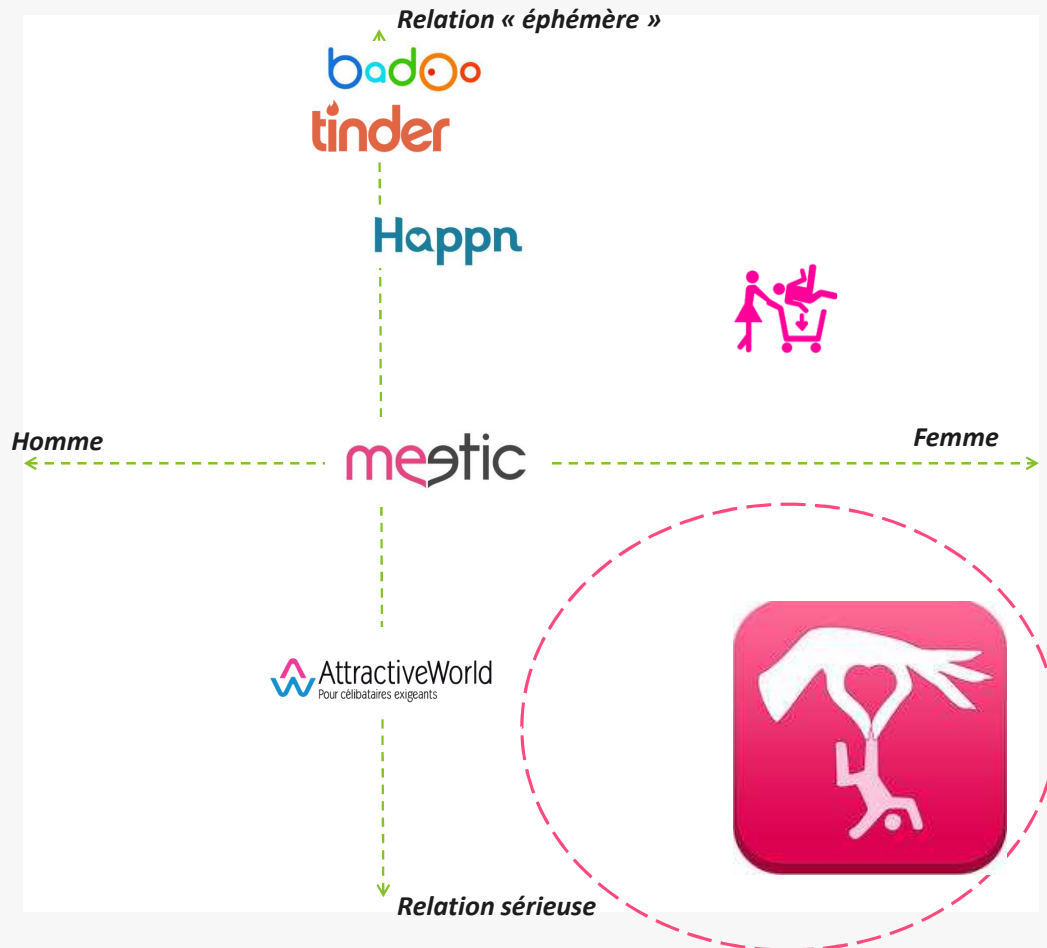 Relation « éphémère »
badoo
tinder
Happn
Homme
Femme
meetic
AttractiveWorld
Pour célibataires exigeants
Relation sérieuse